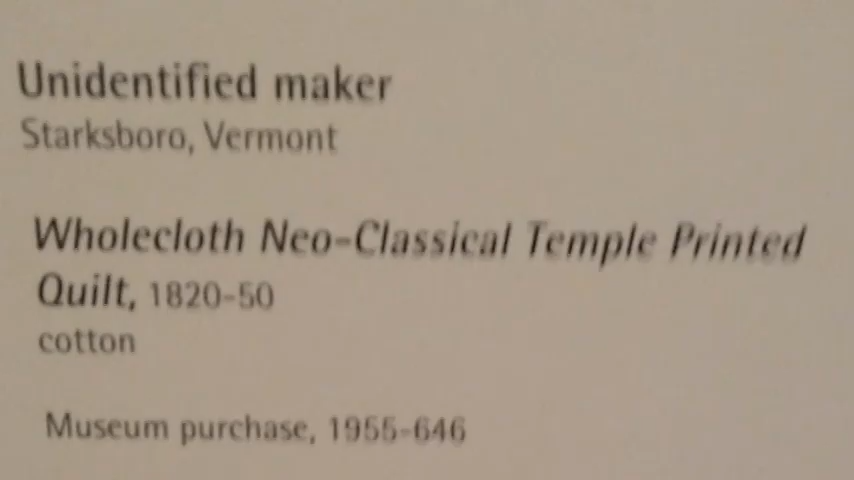 Unidentified maker
Starksboro, Vermont
Wholecloth Neo-Classical Temple Printed
Quilt, 1820-50
cotton
Museum purchase, 1955-646